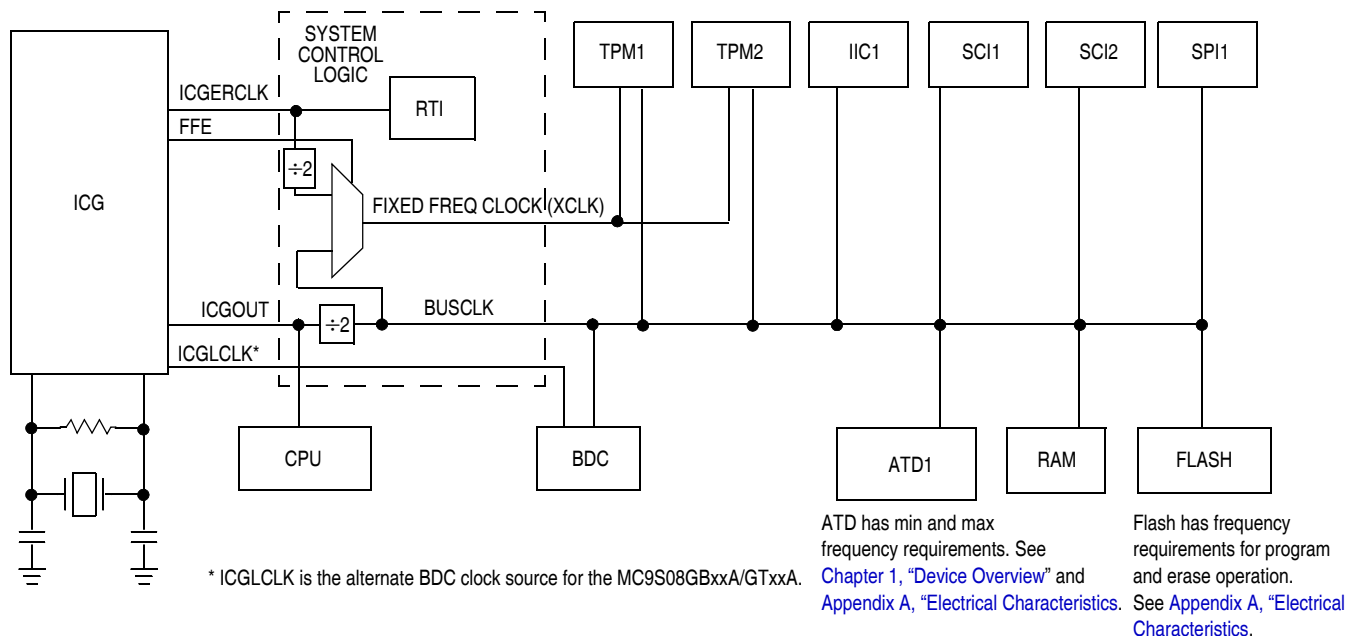 SYSTEM
CONTROL
LOGIC
TPM1
TPM2
IIC1
SCI1
SCI2
SPI1
ICGERCLK
RTI
FFE
÷2
ICG
FIXED FREQ CLOCK (XCLK)
ICGOUT
÷2
BUSCLK
ICGLCLK*
CPU
BDC
ATD1
RAM
FLASH
ATD has min and max
frequency requirements. See
Chapter 1, “Device Overview” and
Appendix A, “Electrical Characteristics.
Flash has frequency
requirements for program
and erase operation.
See Appendix A, “Electrical
Characteristics.
* ICGLCLK is the alternate BDC clock source for the MC9S08GBxxA/GTxxA.